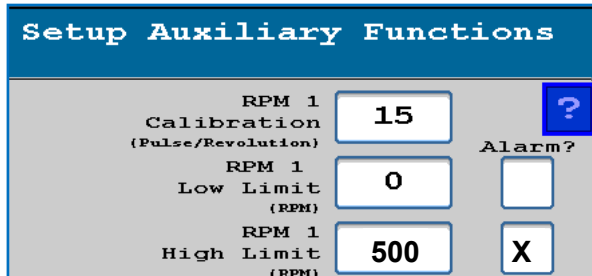 Setup Auxiliary Functions
RPM 1
Calibration 15 ?
(Pulse/Revolution) Alarm?
RPM 1
Low Limit 0
(RPM)
RPM 1
High Limit 500 X
(RPM)